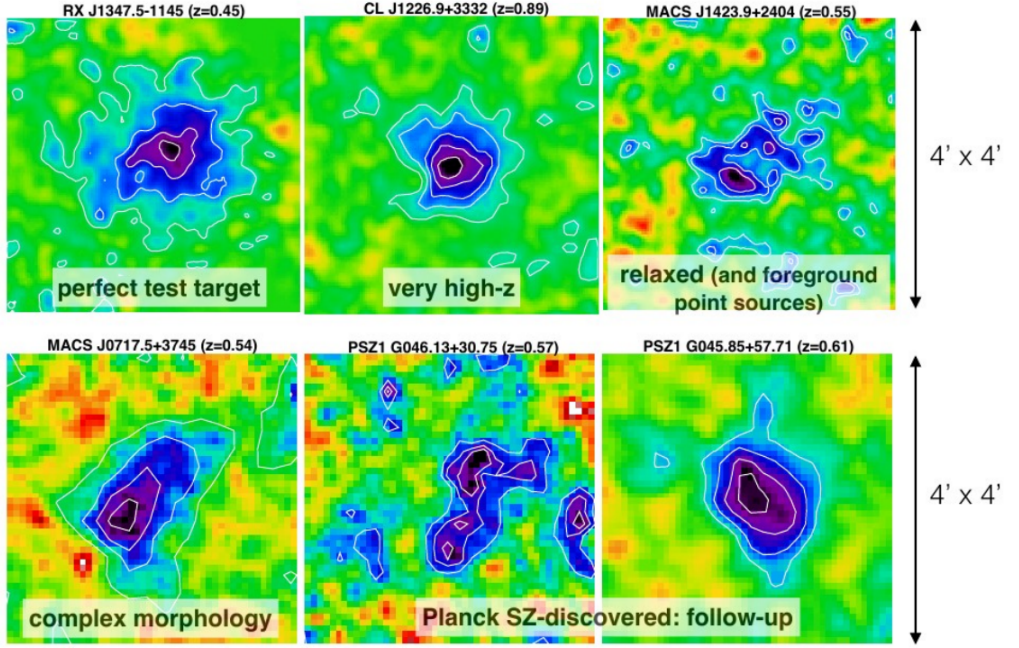 RX J1347.5-1145 (z=0.45)
CL J1226.9+3332 (z=0.89)
MACS J1423.9+2404 (z=0.55)
4' x 4'
perfect test target
very high-z
relaxed (and foreground
point sources)
MACS J0717.5+3745 (z=0.54)
PSZ1 G046.13+30.75 (z=0.57)
PSZ1 G045.85+57.71 (z=0.61)
4' x 4'
complex morphology
Planck SZ-discovered: follow-up